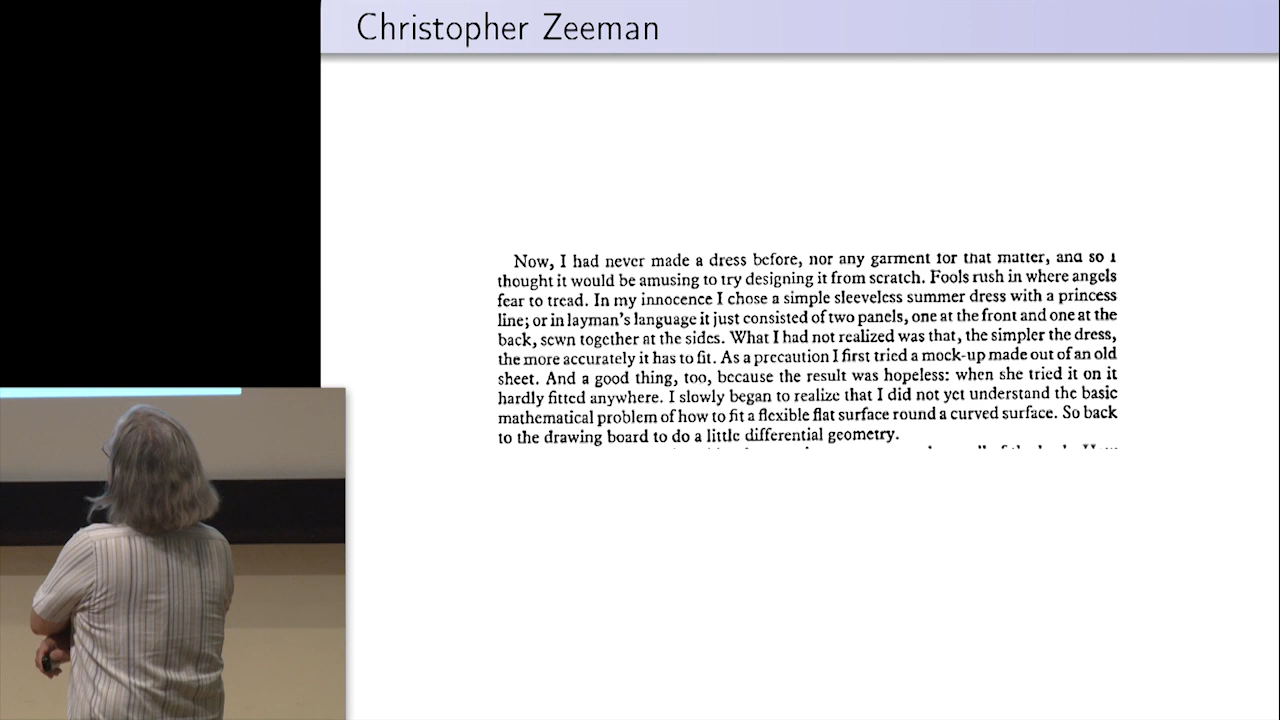 Christopher Zeeman
Now, I had never made a dress before, nor any garment for that matter, and so I
thought it would be amusing to try designing it from scratch. Fools rush in where angels
fear to tread. In my innocence I chose a simple sleeveless summer dress with a princess
line; or in layman's language it just consisted of two panels, one at the front and one at the
back, sewn together at the sides. What I had not realized was that, the simpler the dress,
the more accurately it has to fit. As a precaution I first tried a mock-up made out of an old
sheet. And a good thing, too, because the result was hopeless: when she tried it on it
hardly fitted anywhere. I slowly began to realize that I did not yet understand the basic
mathematical problem of how to fit a flexible flat surface round a curved surface. So back
to the drawing board to do a little differential geometry.